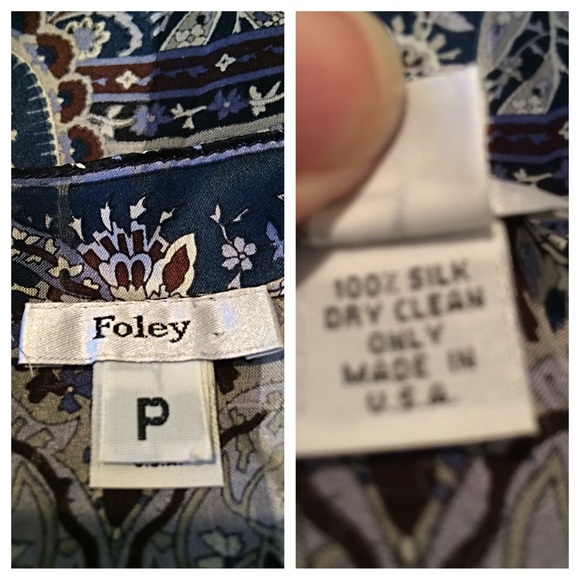 Foley
P
U.S.A.
100% SILK
DRY CLEAN
ONLY
MADE IN
U.S.A.